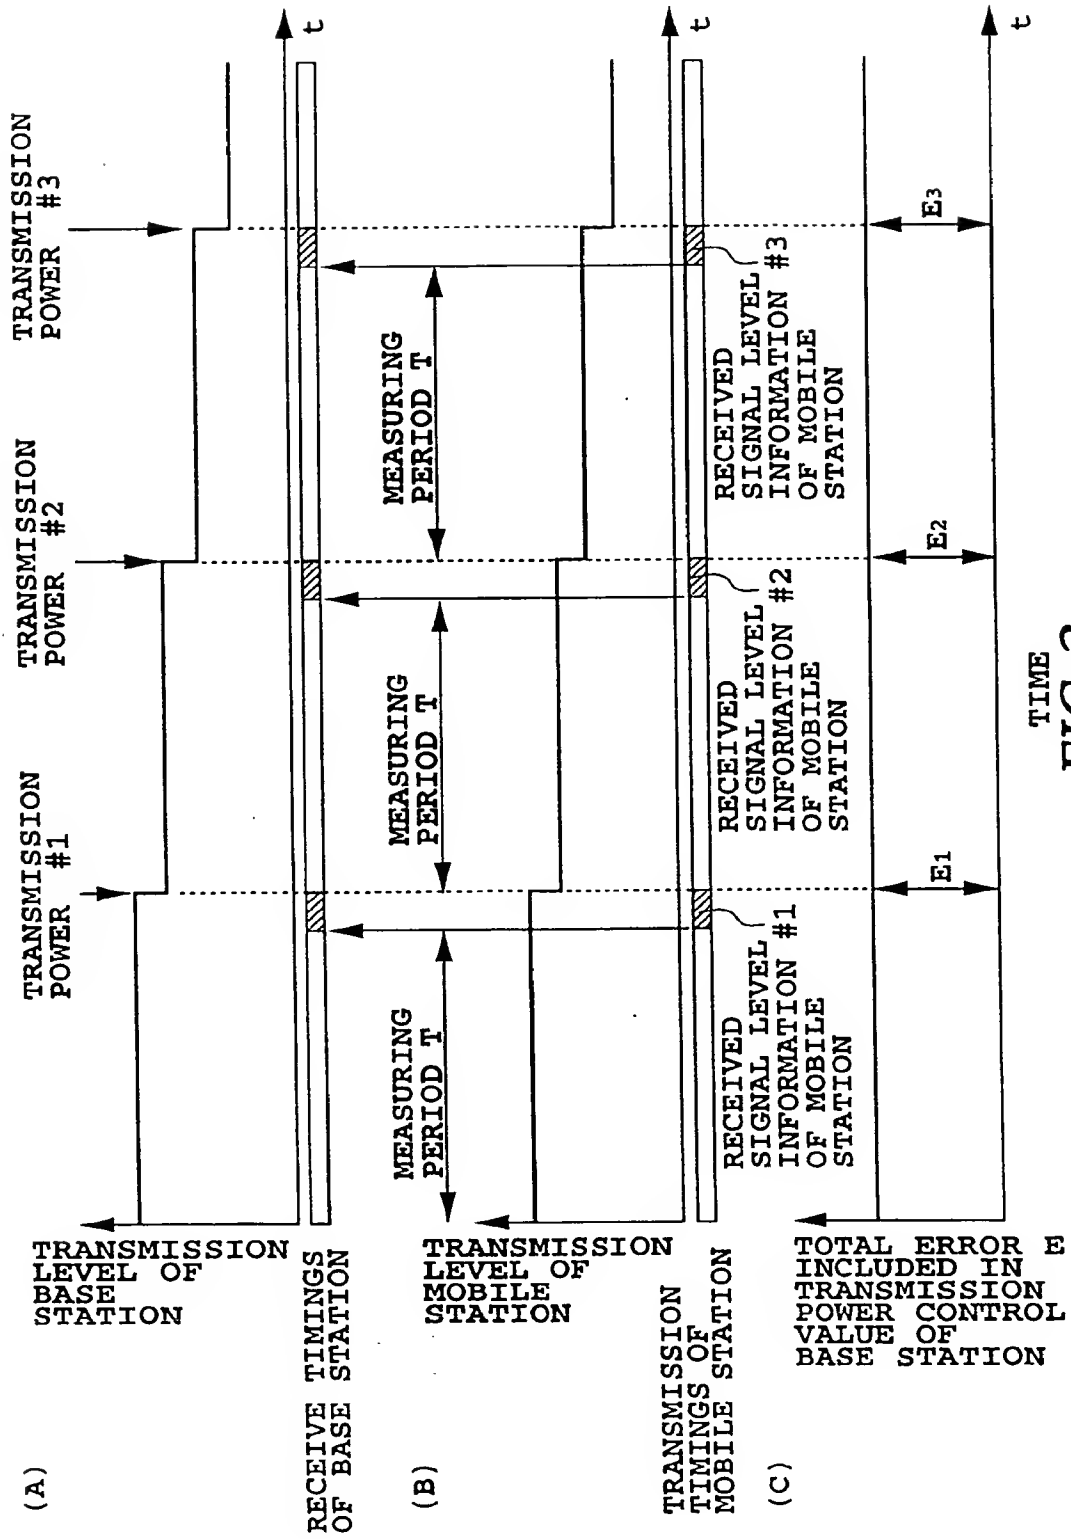 (A)
TRANSMISSION
POWER #1
TRANSMISSION
POWER #2
TRANSMISSION
POWER #3
TRANSMISSION
LEVEL OF
BASE
STATION
t
RECEIVE TIMINGS
OF BASE STATION
MEASURING
PERIOD T
MEASURING
PERIOD T
MEASURING
PERIOD T
(B)
TRANSMISSION
LEVEL OF
MOBILE
STATION
t
TRANSMISSION
TIMINGS OF
MOBILE STATION
RECEIVED
SIGNAL LEVEL
INFORMATION #1
OF MOBILE
STATION
RECEIVED
SIGNAL LEVEL
INFORMATION #2
OF MOBILE
STATION
RECEIVED
SIGNAL LEVEL
INFORMATION #3
OF MOBILE
STATION
(C)
TOTAL ERROR E
INCLUDED IN
TRANSMISSION
POWER CONTROL
VALUE OF
BASE STATION
E1
E2
E3
t
TIME